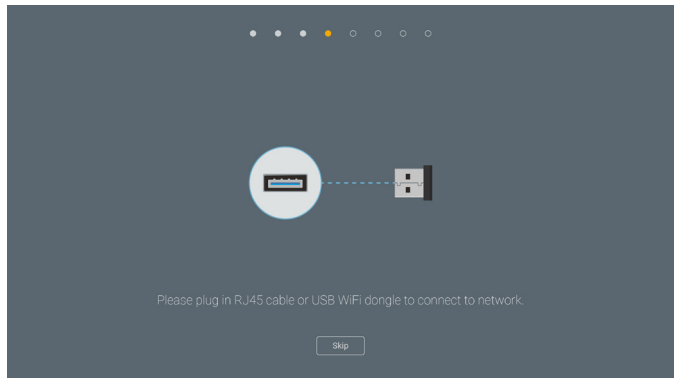 Please plug in RJ45 cable or USB WiFi dongle to connect to network.
Skip